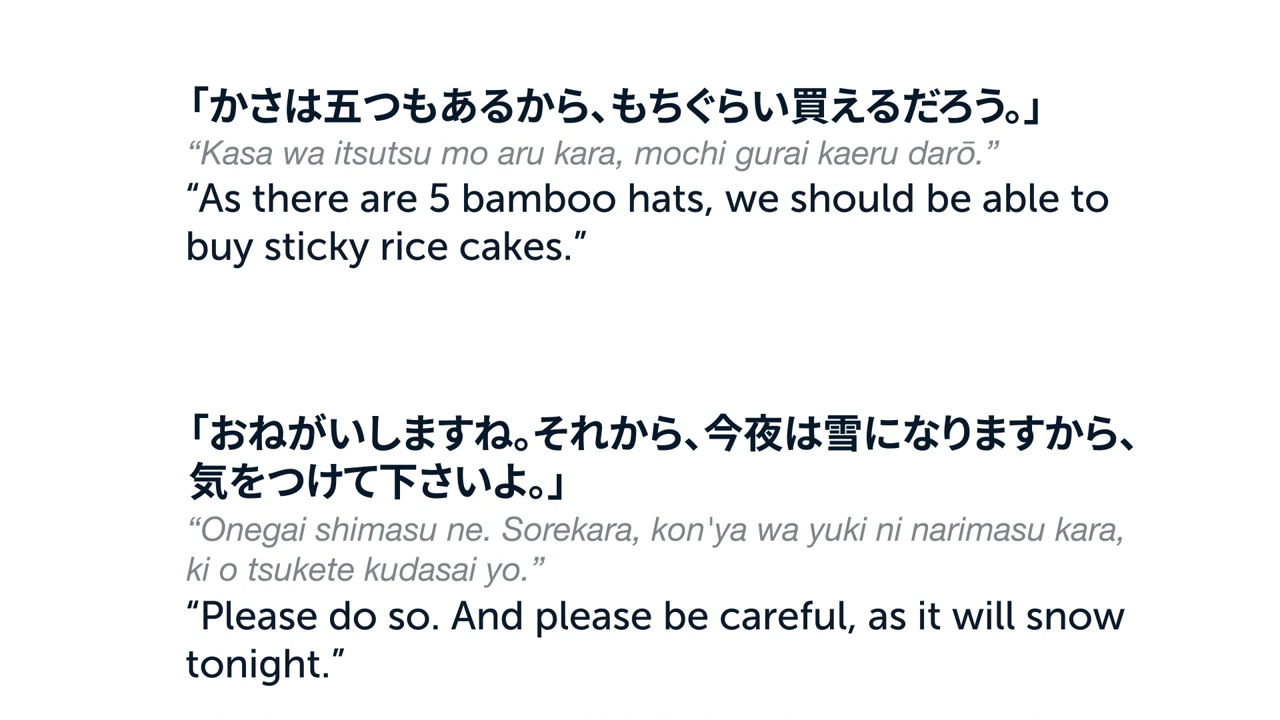 「かさは五つもあるから、もちぐらい買えるだろう。」
“Kasa wa itsutsu mo aru kara, mochi gurai kaeru darō.”
“As there are 5 bamboo hats, we should be able to
buy sticky rice cakes.”
「おねがいしますね。それから、今夜は雪になりますから、
気をつけて下さいよ。」
“Onegai shimasu ne. Sorekara, kon'ya wa yuki ni narimasu kara,
ki o tsukete kudasai yo.”
“Please do so. And please be careful, as it will snow
tonight.”